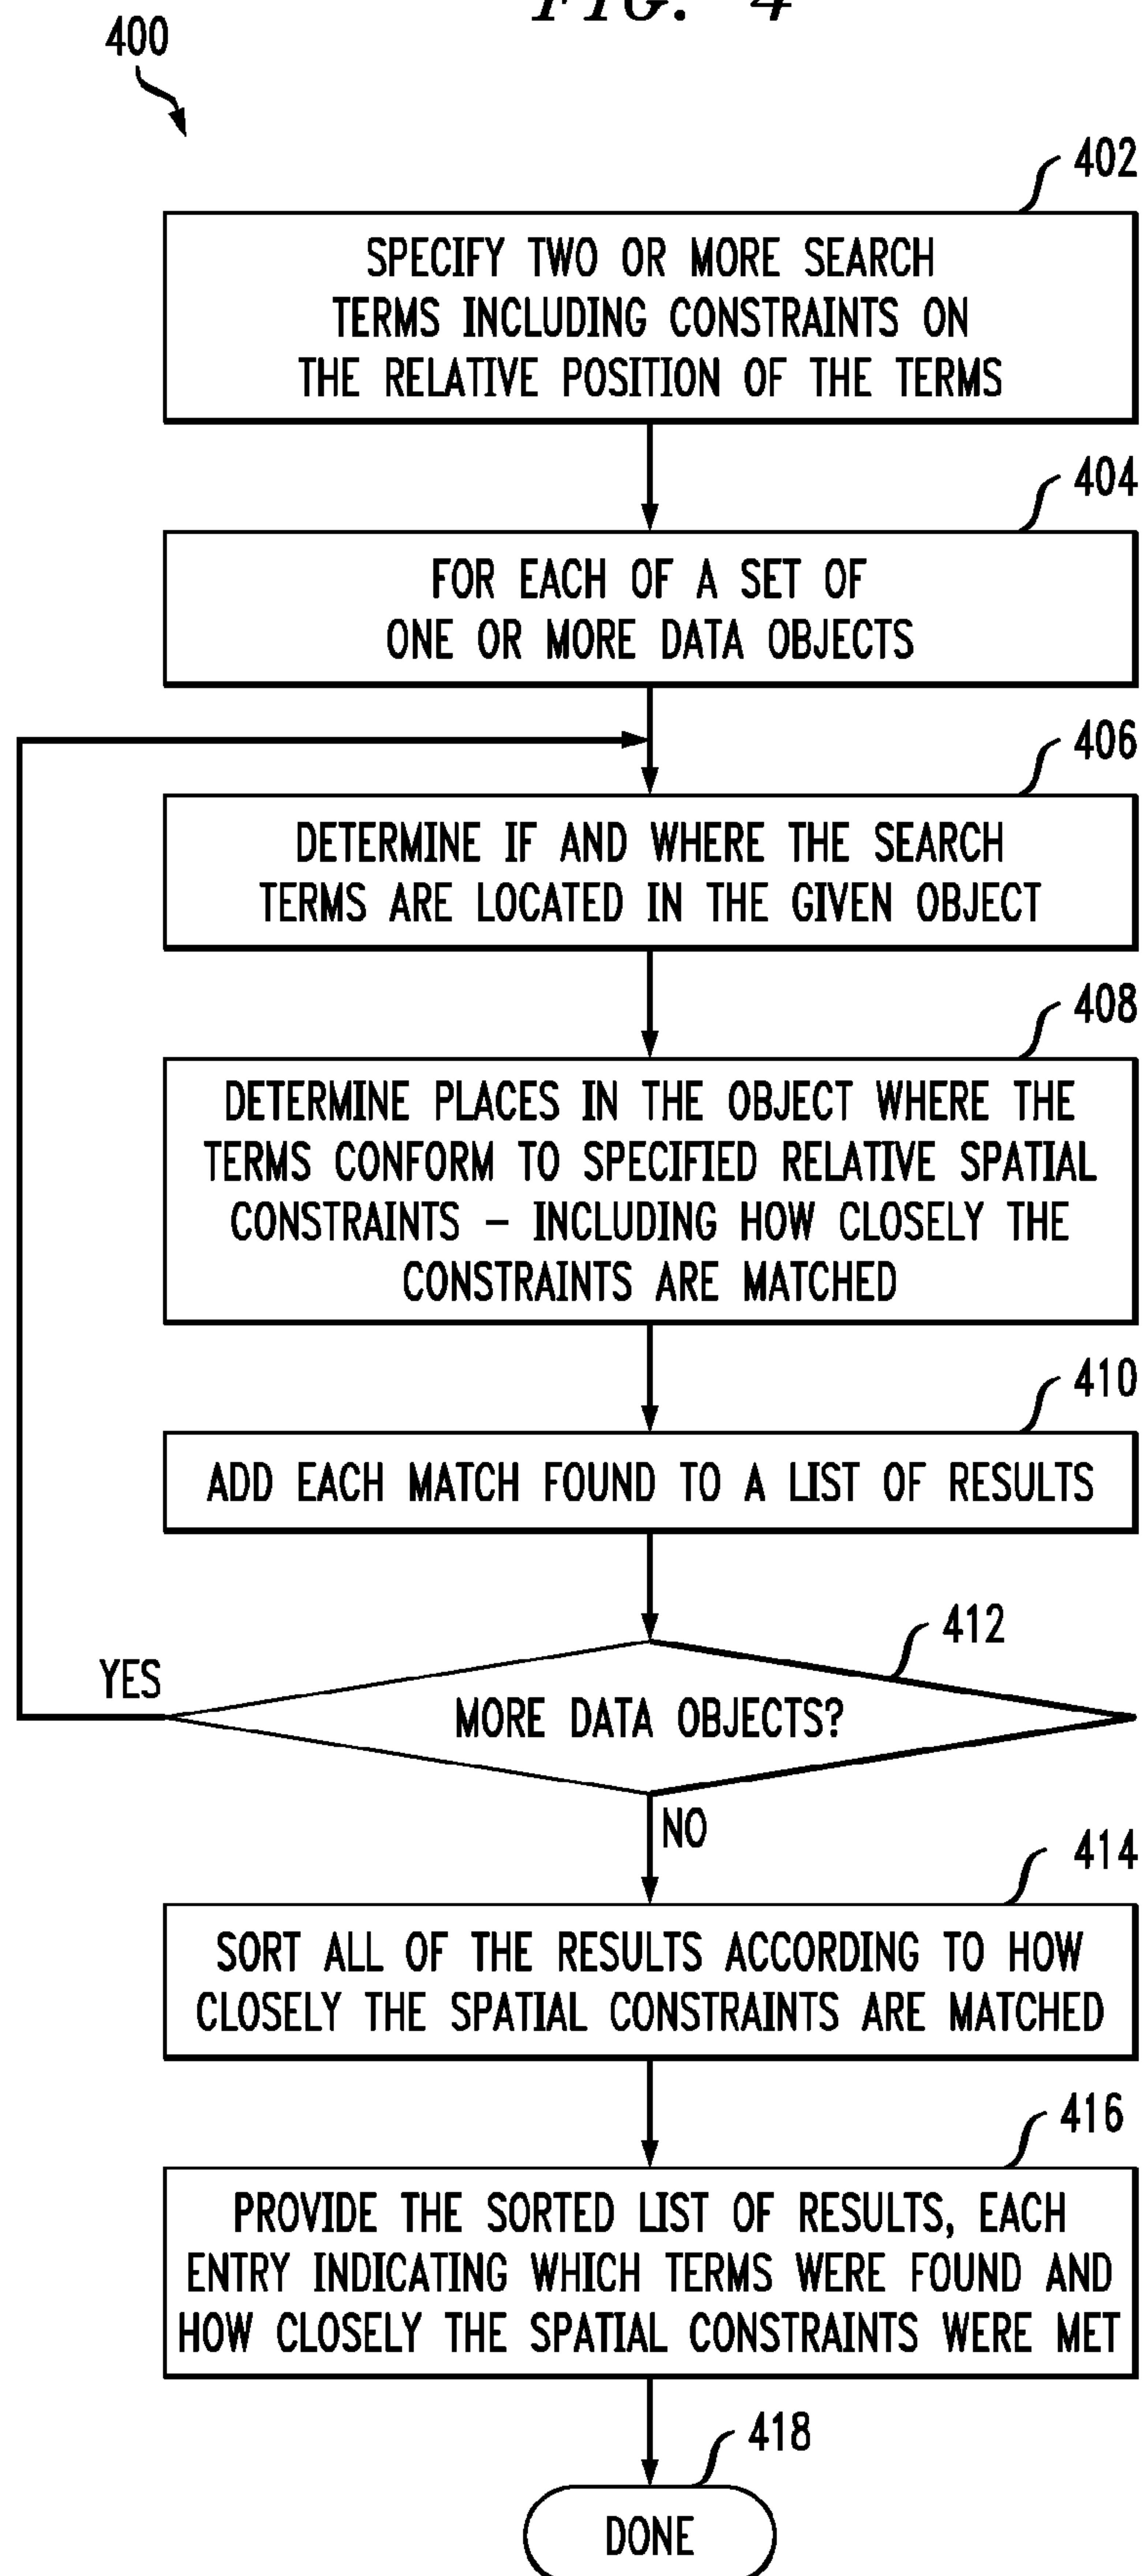 FIG. 4
400
402
SPECIFY TWO OR MORE SEARCH
TERMS INCLUDING CONSTRAINTS ON
THE RELATIVE POSITION OF THE TERMS
404
FOR EACH OF A SET OF
ONE OR MORE DATA OBJECTS
406
DETERMINE IF AND WHERE THE SEARCH
TERMS ARE LOCATED IN THE GIVEN OBJECT
408
DETERMINE PLACES IN THE OBJECT WHERE THE
TERMS CONFORM TO SPECIFIED RELATIVE SPATIAL
CONSTRAINTS – INCLUDING HOW CLOSELY THE
CONSTRAINTS ARE MATCHED
410
ADD EACH MATCH FOUND TO A LIST OF RESULTS
412
YES
MORE DATA OBJECTS?
NO
414
SORT ALL OF THE RESULTS ACCORDING TO HOW
CLOSELY THE SPATIAL CONSTRAINTS ARE MATCHED
416
PROVIDE THE SORTED LIST OF RESULTS, EACH
ENTRY INDICATING WHICH TERMS WERE FOUND AND
HOW CLOSELY THE SPATIAL CONSTRAINTS WERE MET
418
DONE